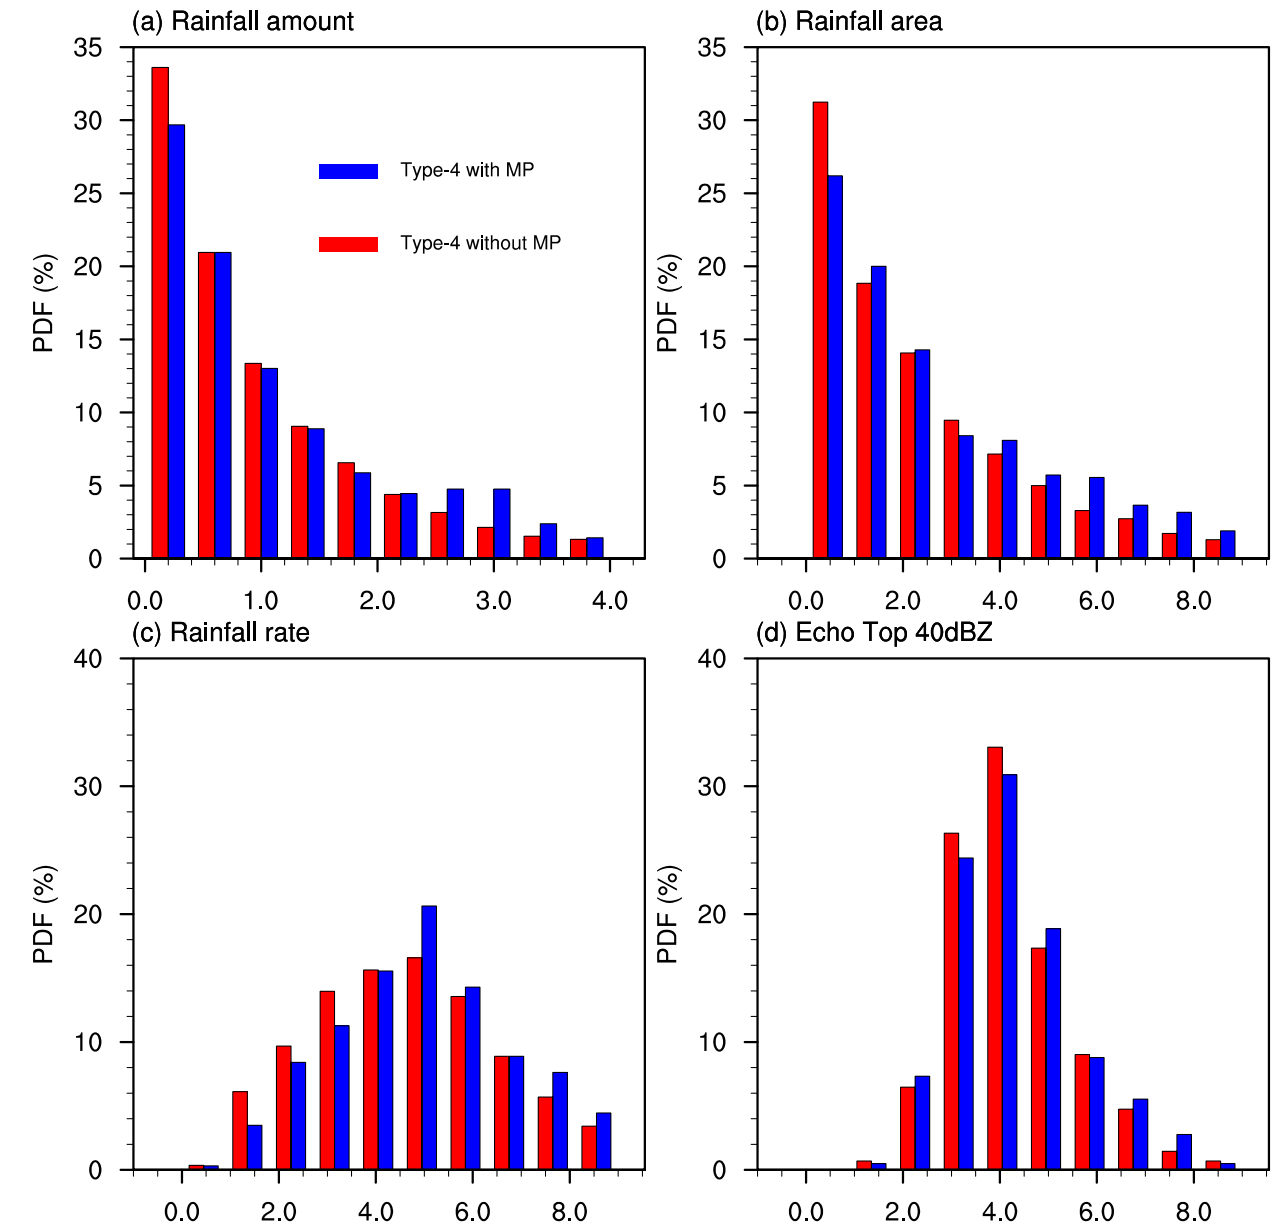 (a) Rainfall amount
PDF (%)
35
30
25
20
15
10
5
0
0.0 1.0 2.0 3.0 4.0
Type-4 with MP
Type-4 without MP
(b) Rainfall area
PDF (%)
35
30
25
20
15
10
5
0
0.0 2.0 4.0 6.0 8.0
(c) Rainfall rate
PDF (%)
40
30
20
10
0
0.0 2.0 4.0 6.0 8.0
(d) Echo Top 40dBZ
PDF (%)
40
30
20
10
0
0.0 2.0 4.0 6.0 8.0